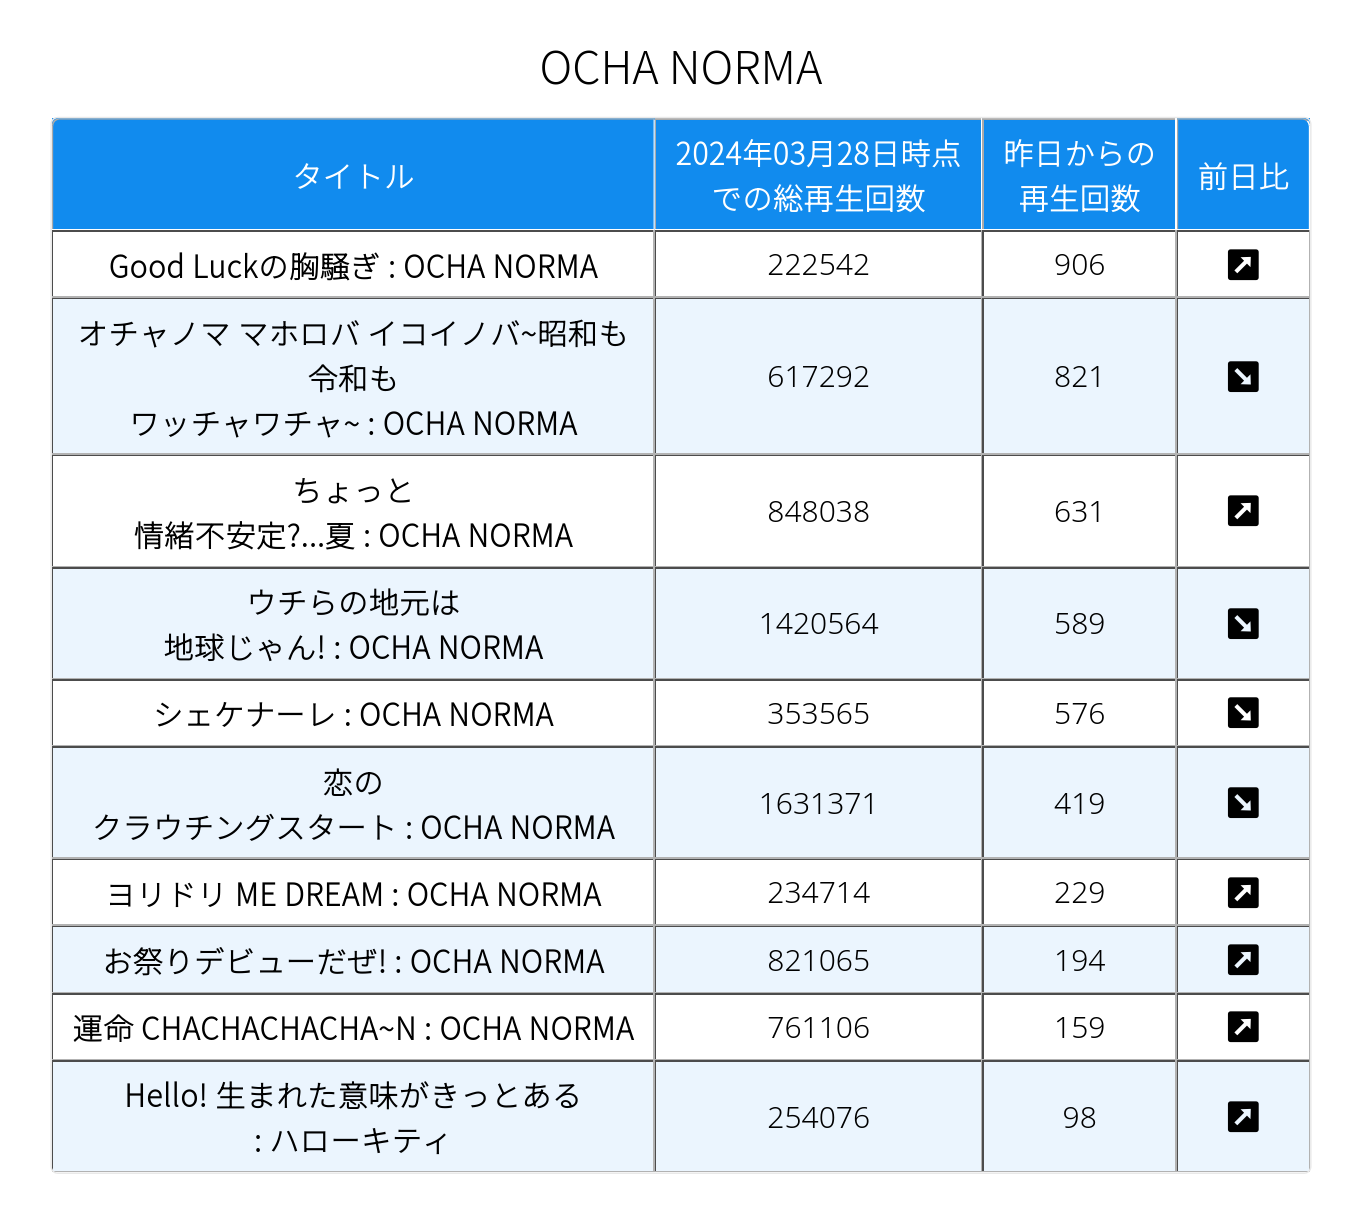 OCHA NORMA
タイトル
2024年03月28日時点
での総再生回数
昨日からの
再生回数
前日比
Good Luckの胸騒ぎ : OCHA NORMA
222542
906
オチャノマ マホロバ イコイノバ~昭和も
令和も
ワッチャワチャ~ : OCHA NORMA
617292
821
ちょっと
情緒不安定?...夏 : OCHA NORMA
848038
631
ウチらの地元は
地球じゃん! : OCHA NORMA
1420564
589
シェケナーレ : OCHA NORMA
353565
576
恋の
クラウチングスタート : OCHA NORMA
1631371
419
ヨリドリ ME DREAM : OCHA NORMA
234714
229
お祭りデビューだぜ! : OCHA NORMA
821065
194
運命 CHACHACHACHA~N : OCHA NORMA
761106
159
Hello! 生まれた意味がきっとある
: ハローキティ
254076
98